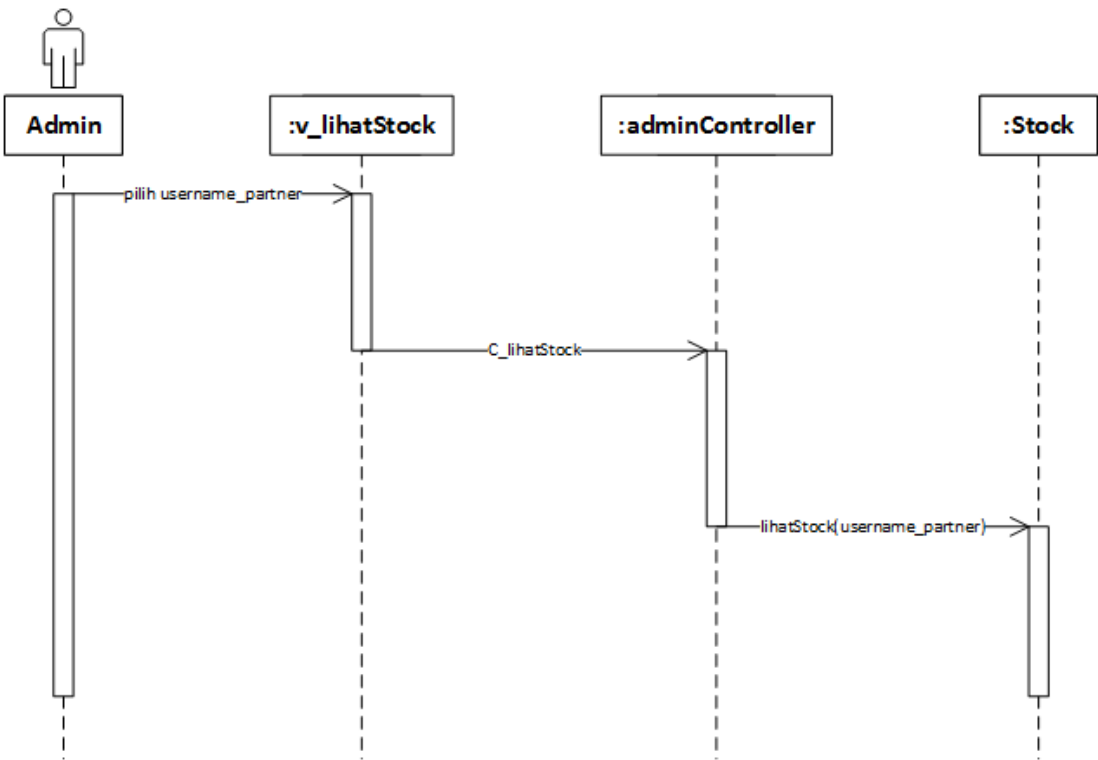 Admin
:v_lihatStock
:adminController
:Stock
pilih username_partner
C_lihatStock
lihatStock(username_partner)